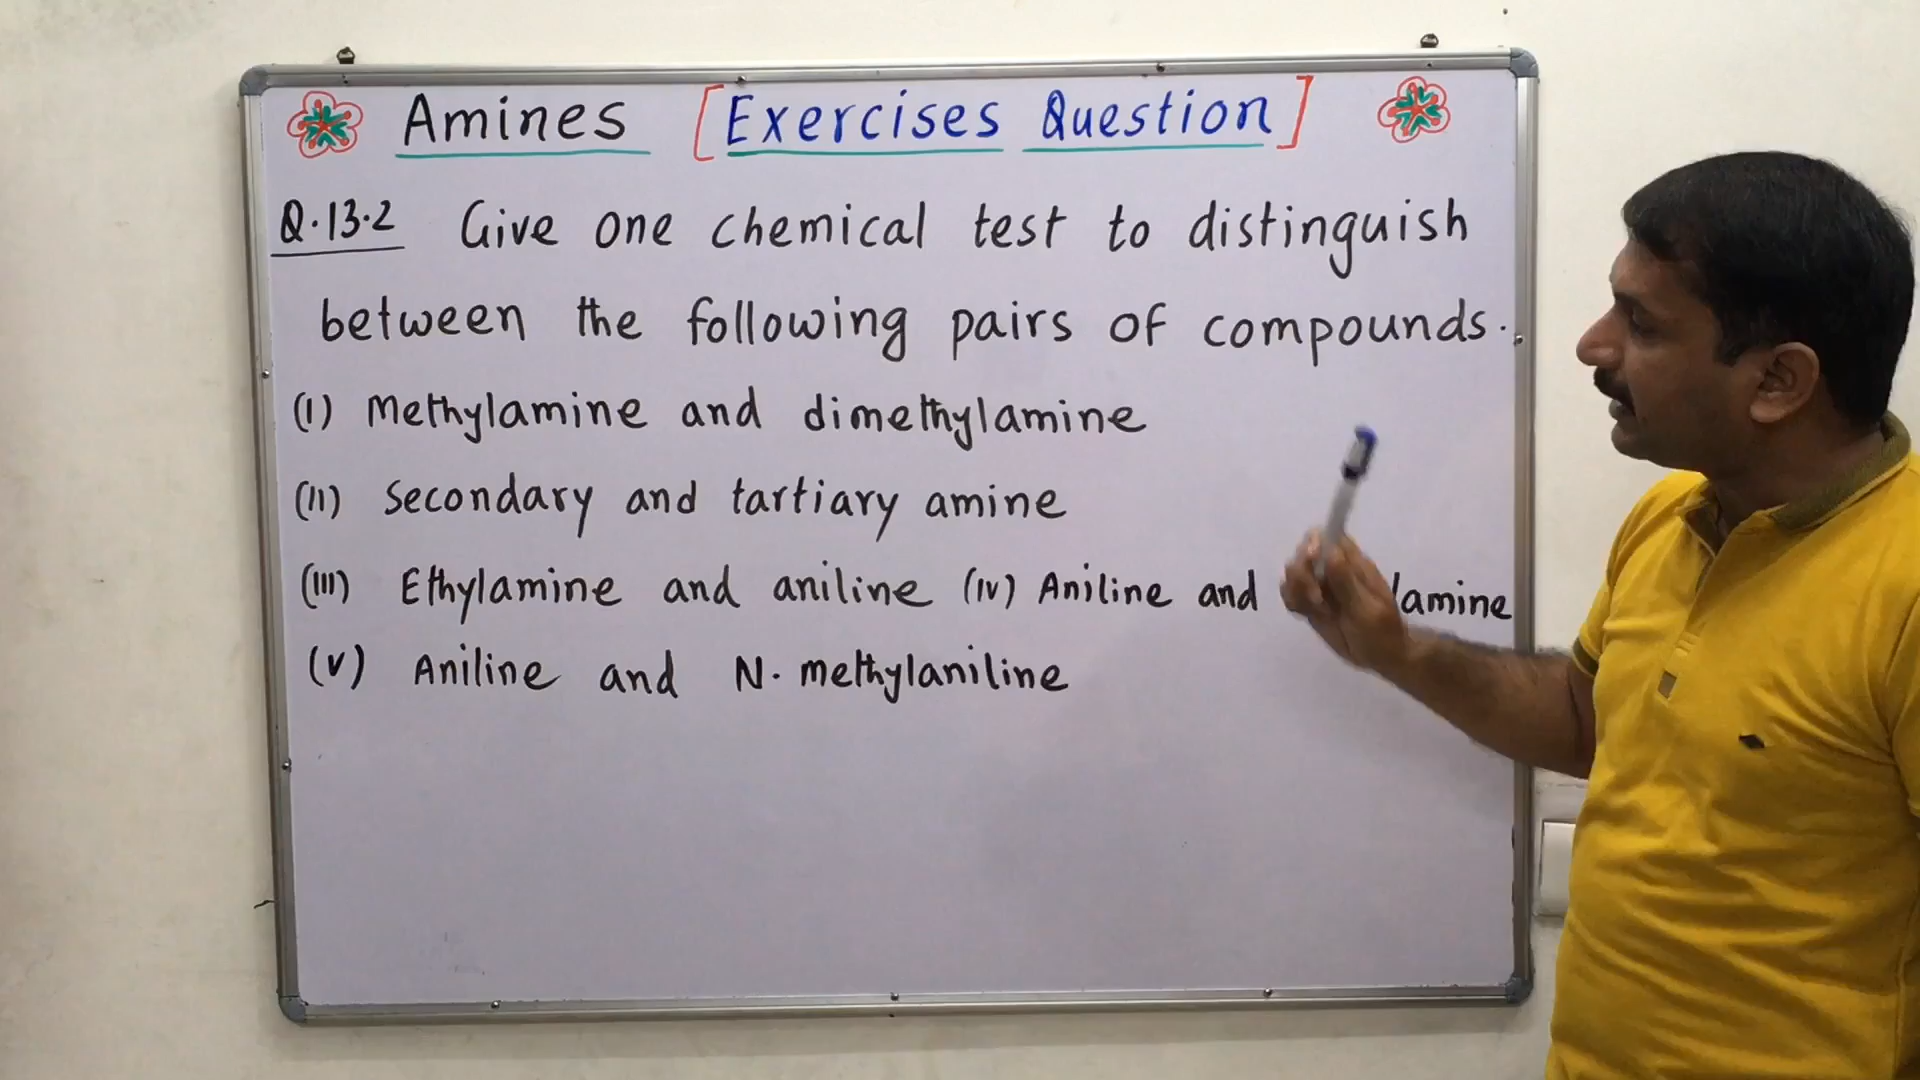 Amines [Exercises Question]
Q.13.2 Give one chemical test to distinguish
between the following pairs of compounds.
(I) Methylamine and dimethylamine
(II) Secondary and tartiary amine
(III) Ethylamine and aniline (IV) Aniline and lamine
(V) Aniline and N. methylaniline